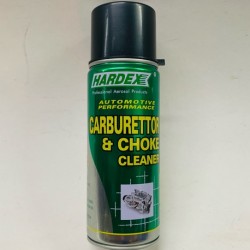 HARDEX
Professional Aerosol Products
AUTOMOTIVE
PERFORMANCE
CARBURETTOR
& CHOKE
CLEANER